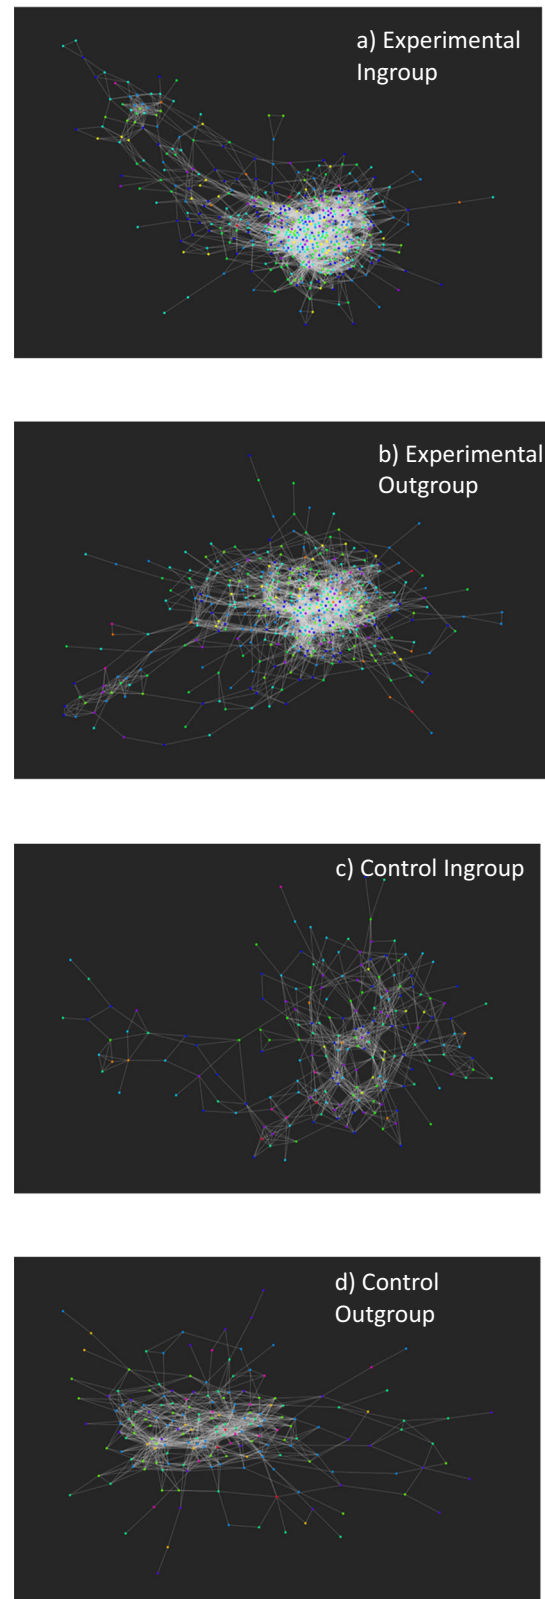 a) Experimental
Ingroup
b) Experimental
Outgroup
c) Control Ingroup
d) Control
Outgroup